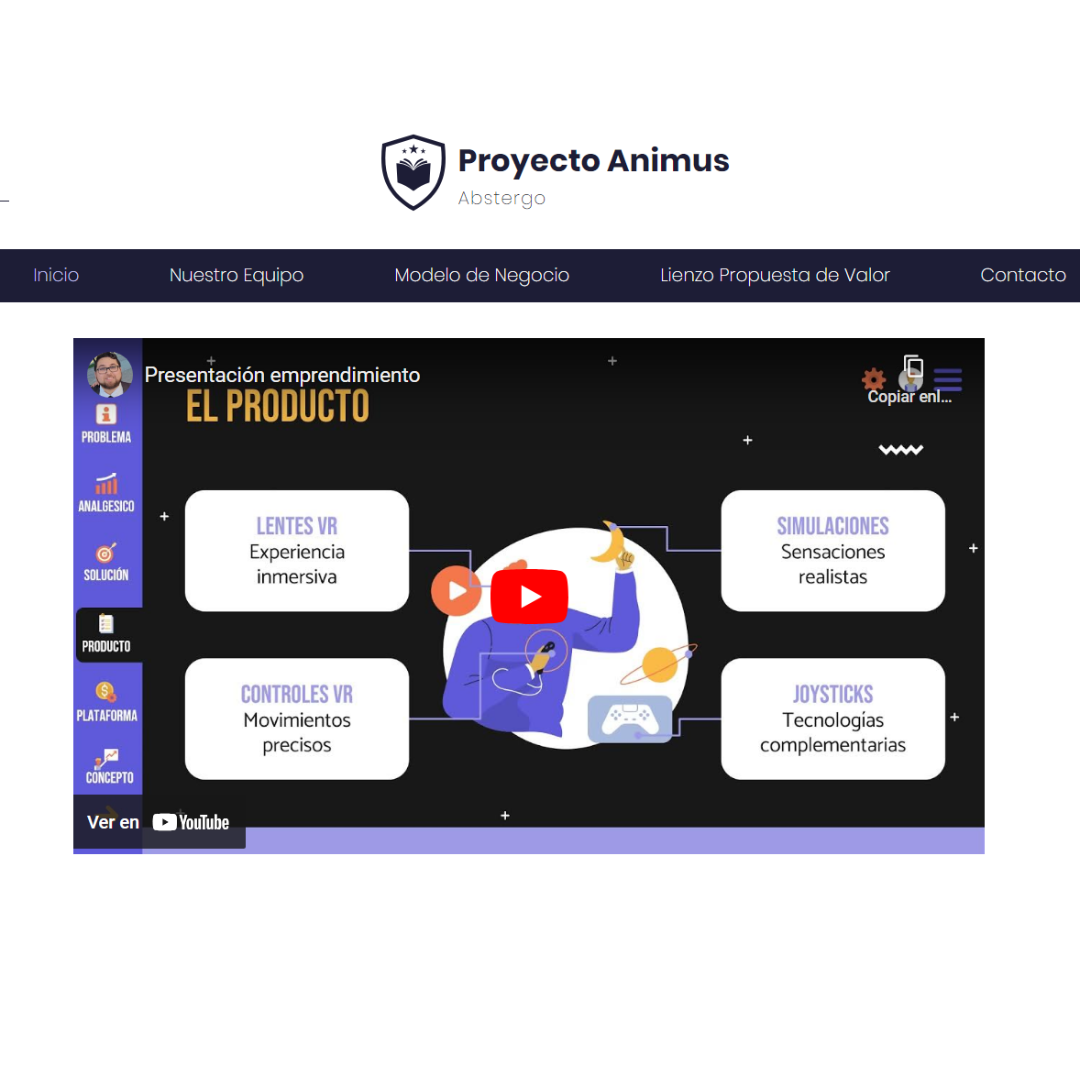 Proyecto Animus
Abstergo
Inicio
Nuestro Equipo
Modelo de Negocio
Lienzo Propuesta de Valor
Contacto
Presentación emprendimiento
Copiar enl...
EL PRODUCTO
PROBLEMA
ANALGESICO
SOLUCIÓN
PRODUCTO
PLATAFORMA
CONCEPTO
LENTES VR
Experiencia
inmersiva
SIMULACIONES
Sensaciones
realistas
CONTROLES VR
Movimientos
precisos
JOYSTICKS
Tecnologías
complementarias
Ver en YouTube